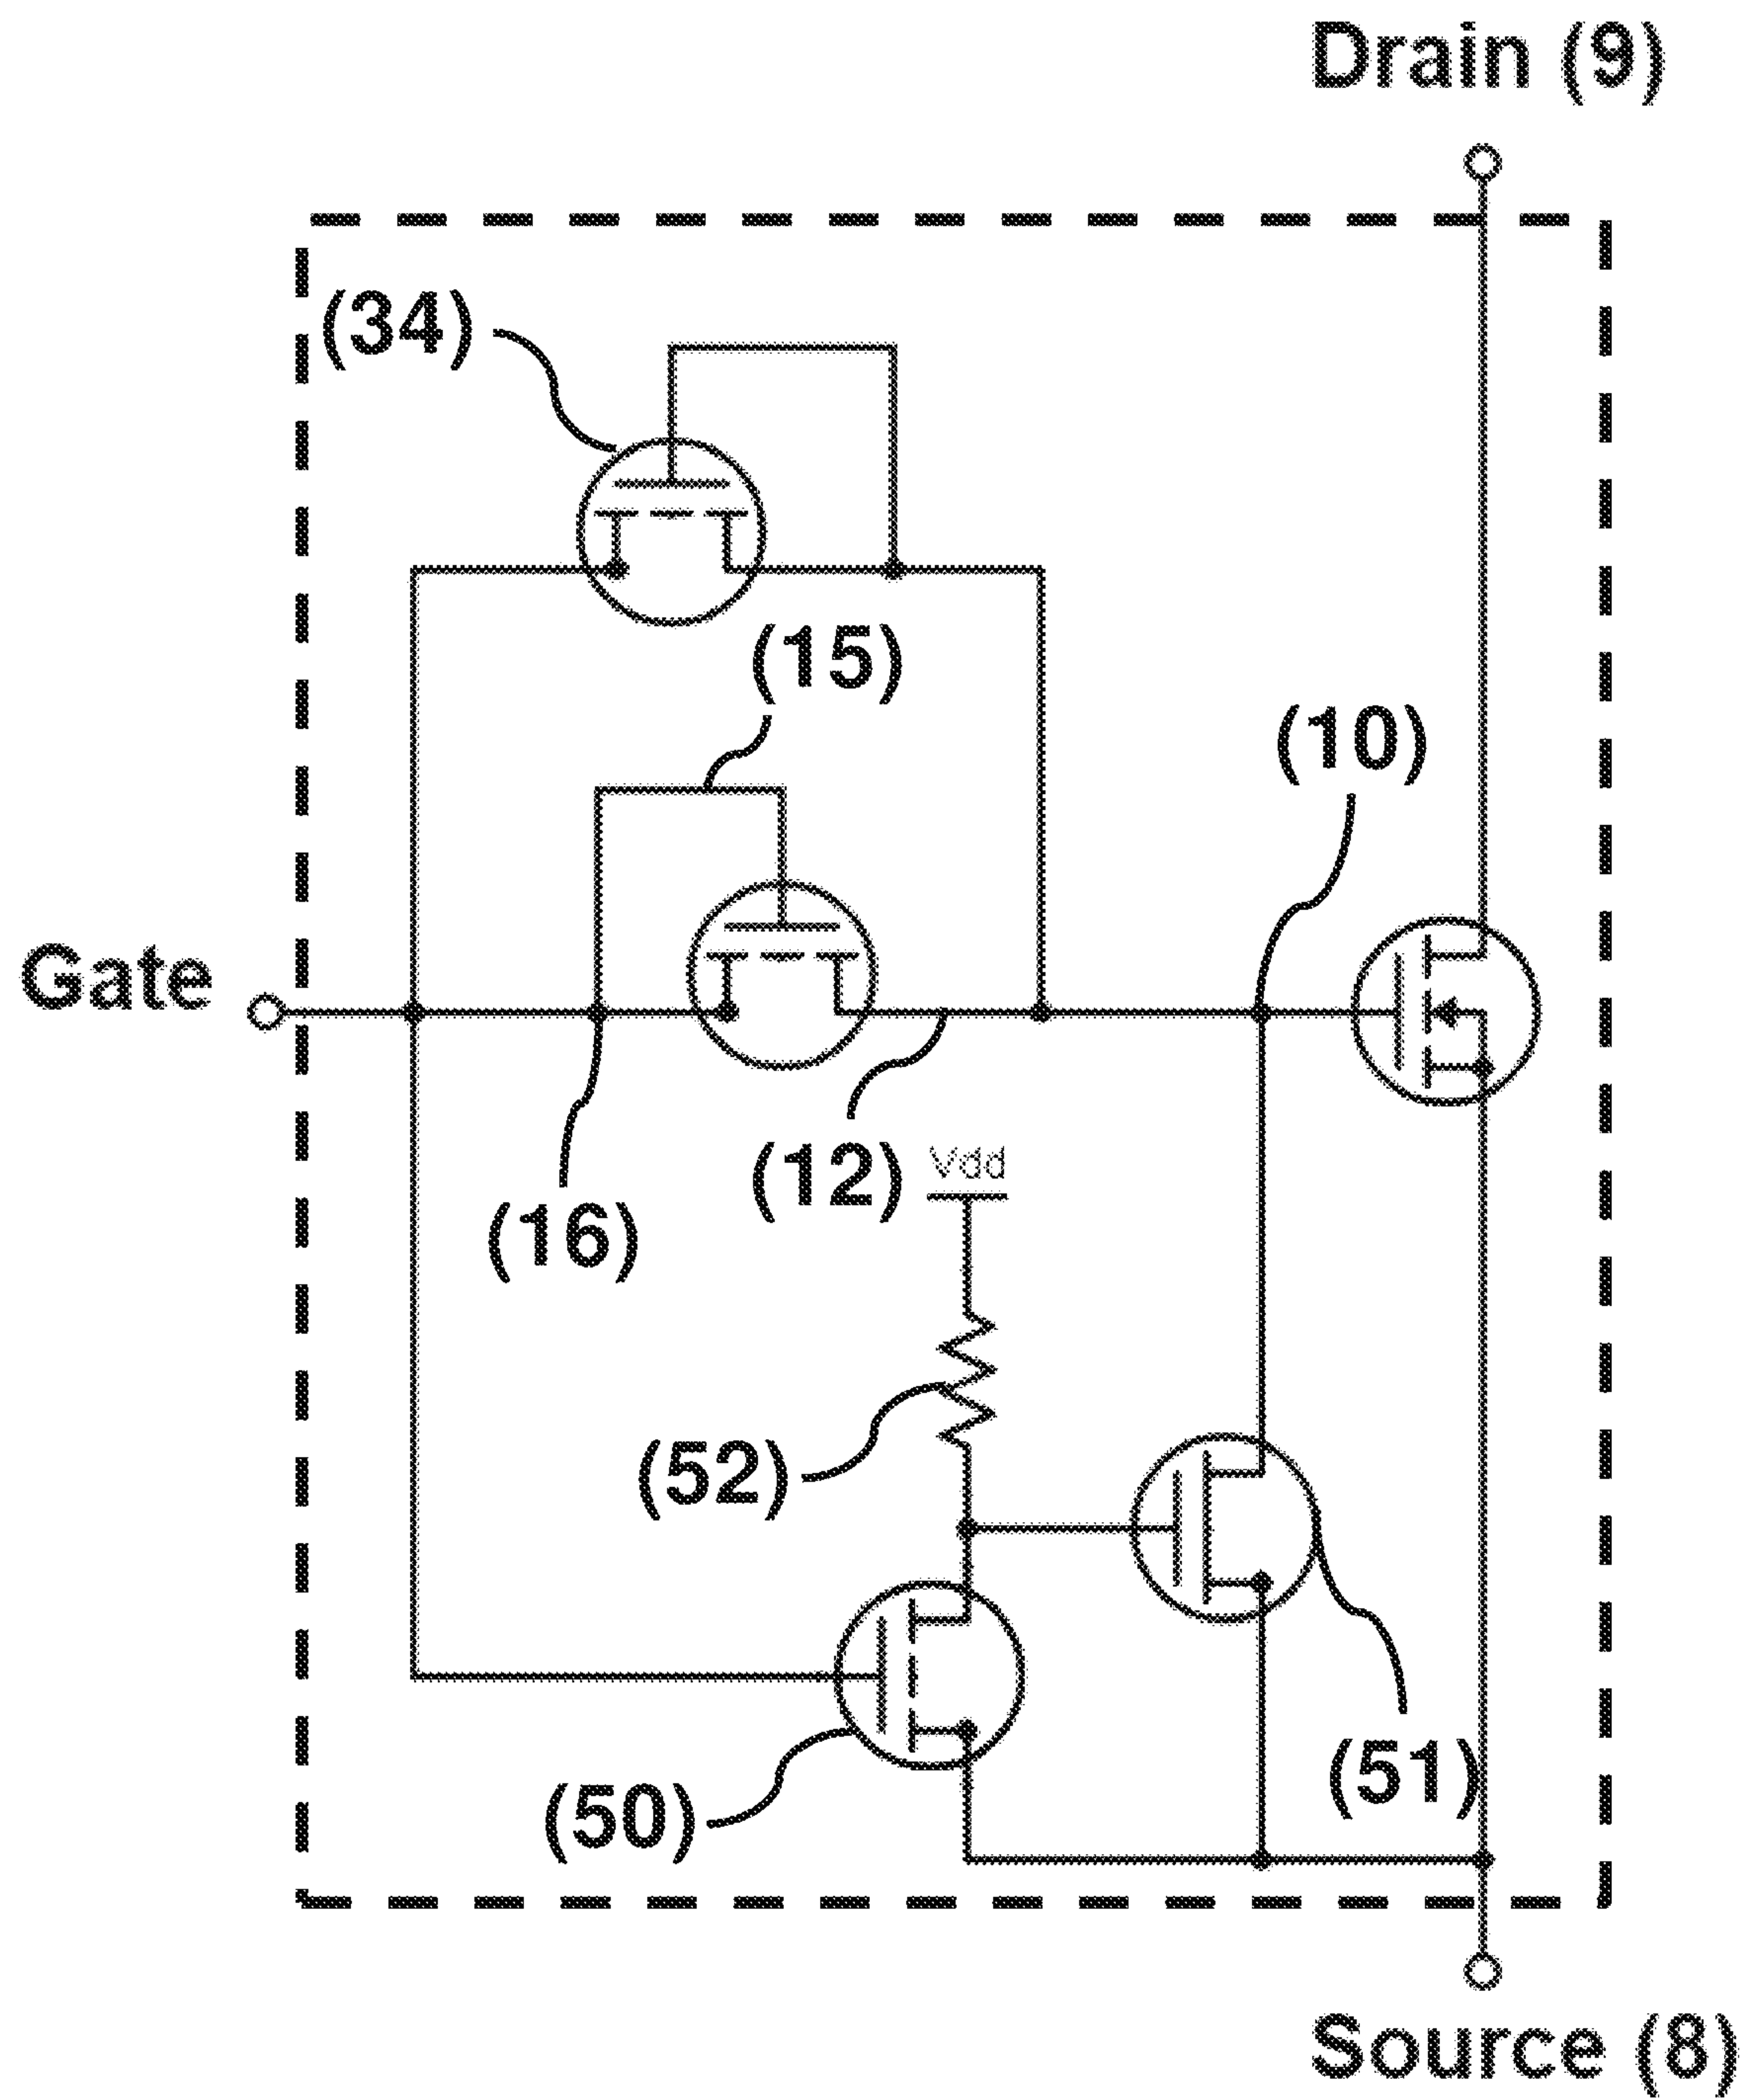 Drain (9)
(34)
(15)
(10)
Gate
(12)
Vdd
(16)
(52)
(51)
(50)
Source (8)